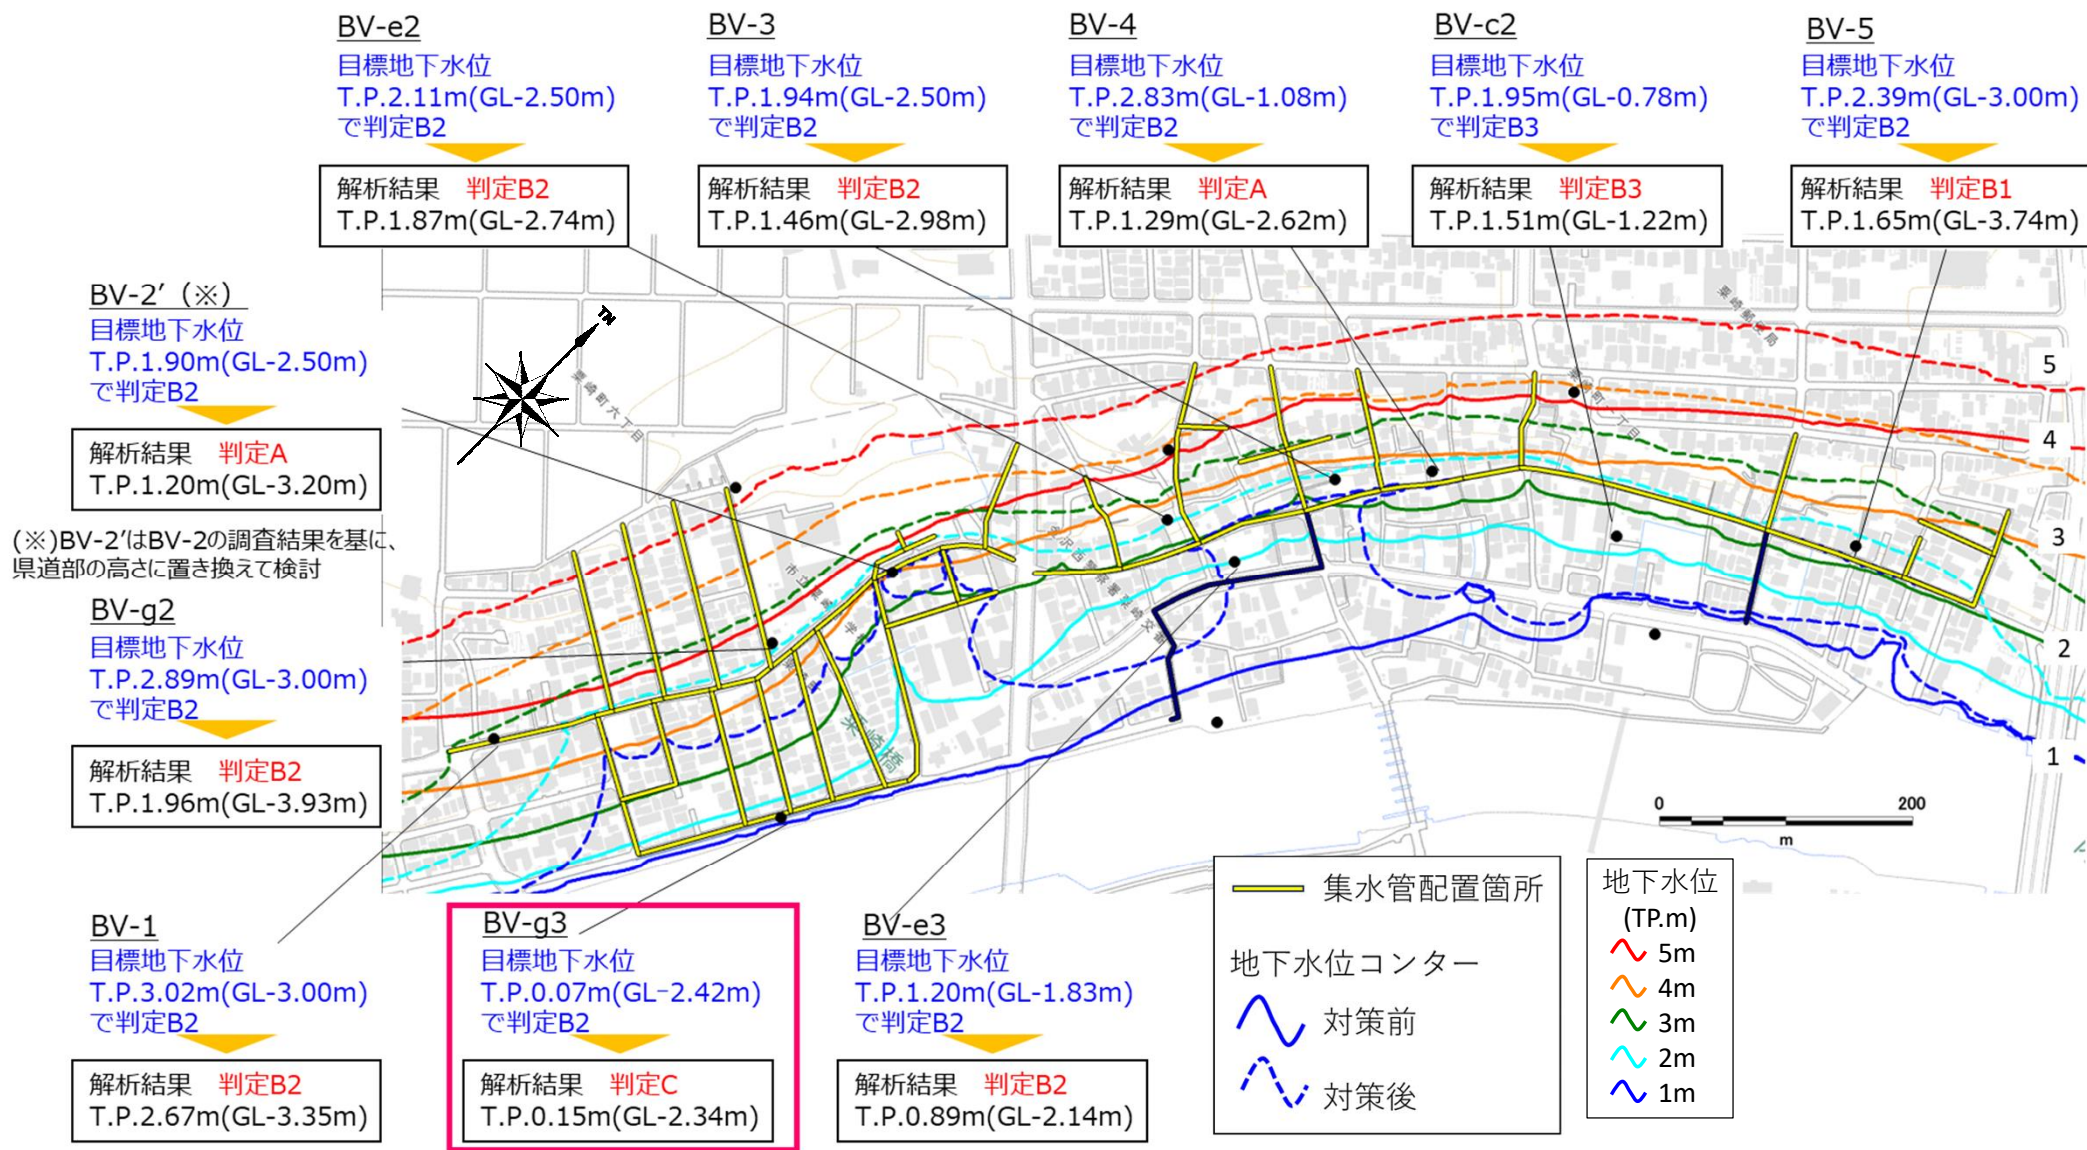 BV-e2
目標地下水位
T.P.2.11m(GL-2.50m)
で判定B2
解析結果 判定B2
T.P.1.87m(GL-2.74m)
BV-3
目標地下水位
T.P.1.94m(GL-2.50m)
で判定B2
解析結果 判定B2
T.P.1.46m(GL-2.98m)
BV-4
目標地下水位
T.P.2.83m(GL-1.08m)
で判定B2
解析結果 判定A
T.P.1.29m(GL-2.62m)
BV-c2
目標地下水位
T.P.1.95m(GL-0.78m)
で判定B3
解析結果 判定B3
T.P.1.51m(GL-1.22m)
BV-5
目標地下水位
T.P.2.39m(GL-3.00m)
で判定B2
解析結果 判定B1
T.P.1.65m(GL-3.74m)
BV-2′（※）
目標地下水位
T.P.1.90m(GL-2.50m)
で判定B2
解析結果 判定A
T.P.1.20m(GL-3.20m)
(※)BV-2′はBV-2の調査結果を基に、
県道部の高さに置き換えて検討
BV-g2
目標地下水位
T.P.2.89m(GL-3.00m)
で判定B2
解析結果 判定B2
T.P.1.96m(GL-3.93m)
TN
粟崎町六丁目
粟崎郵便局
粟崎橋
5
4
3
2
1
0 200
m
BV-1
目標地下水位
T.P.3.02m(GL-3.00m)
で判定B2
解析結果 判定B2
T.P.2.67m(GL-3.35m)
BV-g3
目標地下水位
T.P.0.07m(GL-2.42m)
で判定B2
解析結果 判定C
T.P.0.15m(GL-2.34m)
BV-e3
目標地下水位
T.P.1.20m(GL-1.83m)
で判定B2
解析結果 判定B2
T.P.0.89m(GL-2.14m)
集水管配置箇所
地下水位コンター
対策前
対策後
地下水位
(TP.m)
5m
4m
3m
2m
1m